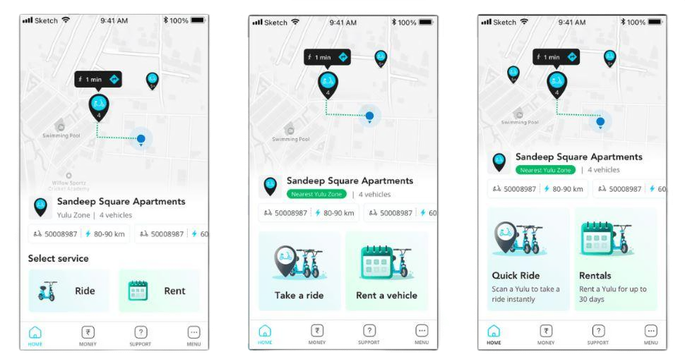 Sketch 9:41 AM 100%
1 min
4
Swimming Pool
Sandeep Square Apartments
Yulu Zone | 4 vehicles
50008987 80-90 km 50008987 60
Select service
Ride Rent
HOME MONEY SUPPORT MENU
Sketch 9:41 AM 100%
1 min
4
Swimming Pool
Sandeep Square Apartments
Nearest Yulu Zone | 4 vehicles
50008987 80-90 km 50008987 60
Take a ride Rent a vehicle
HOME MONEY SUPPORT MENU
Sketch 9:41 AM 100%
1 min
4
Swimming Pool
Sandeep Square Apartments
Nearest Yulu Zone | 4 vehicles
50008987 80-90 km 50008987 60
Quick Ride Rentals
Scan a Yulu to take a Rent a Yulu for up to
ride instantly 30 days
HOME MONEY SUPPORT MENU